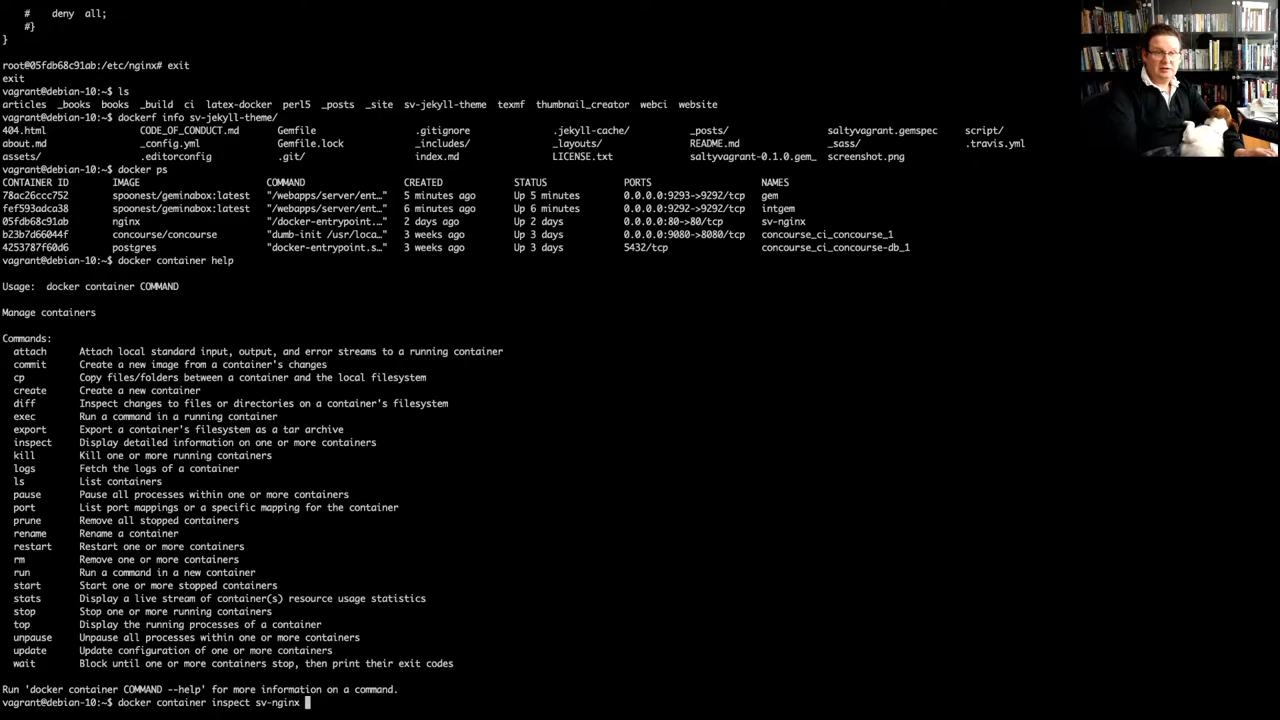 #    deny  all;
#}
}
root@05fdb68c91ab:/etc/nginx# exit
exit
vagrant@debian-10:~$ ls
articles  _books  books  _build  ci  latex-docker  perl5  _posts  _site  sv-jekyll-theme  texmf  thumbnail_creator  webci  website
vagrant@debian-10:~$ dockerf info sv-jekyll-theme/
404.html  CODE_OF_CONDUCT.md  Gemfile  .gitignore  .jekyll-cache/  _posts/  saltyvagrant.gemspec  script/
about.md  _config.yml  Gemfile.lock  _includes/  _layouts/  README.md  _sass/  .travis.yml
assets/  .editorconfig  .git/  index.md  LICENSE.txt  saltyvagrant-0.1.0.gem_  screenshot.png
vagrant@debian-10:~$ docker ps
CONTAINER ID  IMAGE  COMMAND  CREATED  STATUS  PORTS  NAMES
78ac26ccc752  spoonest/geminabox:latest  "/webapps/server/ent…"  5 minutes ago  Up 5 minutes  0.0.0.0:9293->9292/tcp  gem
fef593adca38  spoonest/geminabox:latest  "/webapps/server/ent…"  6 minutes ago  Up 6 minutes  0.0.0.0:9292->9292/tcp  intgem
05fdb68c91ab  nginx  "/docker-entrypoint.…"  2 days ago  Up 2 days  0.0.0.0:80->80/tcp  sv-nginx
b23b7d66044f  concourse/concourse  "dumb-init /usr/loca…"  3 weeks ago  Up 3 days  0.0.0.0:9080->8080/tcp  concourse_ci_concourse_1
4253787f60d6  postgres  "docker-entrypoint.s…"  3 weeks ago  Up 3 days  5432/tcp  concourse_ci_concourse-db_1
vagrant@debian-10:~$ docker container help
Usage:  docker container COMMAND
Manage containers
Commands:
attach      Attach local standard input, output, and error streams to a running container
commit      Create a new image from a container's changes
cp          Copy files/folders between a container and the local filesystem
create      Create a new container
diff        Inspect changes to files or directories on a container's filesystem
exec        Run a command in a running container
export      Export a container's filesystem as a tar archive
inspect     Display detailed information on one or more containers
kill        Kill one or more running containers
logs        Fetch the logs of a container
ls          List containers
pause       Pause all processes within one or more containers
port        List port mappings or a specific mapping for the container
prune       Remove all stopped containers
rename      Rename a container
restart     Restart one or more containers
rm          Remove one or more containers
run         Run a command in a new container
start       Start one or more stopped containers
stats       Display a live stream of container(s) resource usage statistics
stop        Stop one or more running containers
top         Display the running processes of a container
unpause     Unpause all processes within one or more containers
update      Update configuration of one or more containers
wait        Block until one or more containers stop, then print their exit codes
Run 'docker container COMMAND --help' for more information on a command.
vagrant@debian-10:~$ docker container inspect sv-nginx